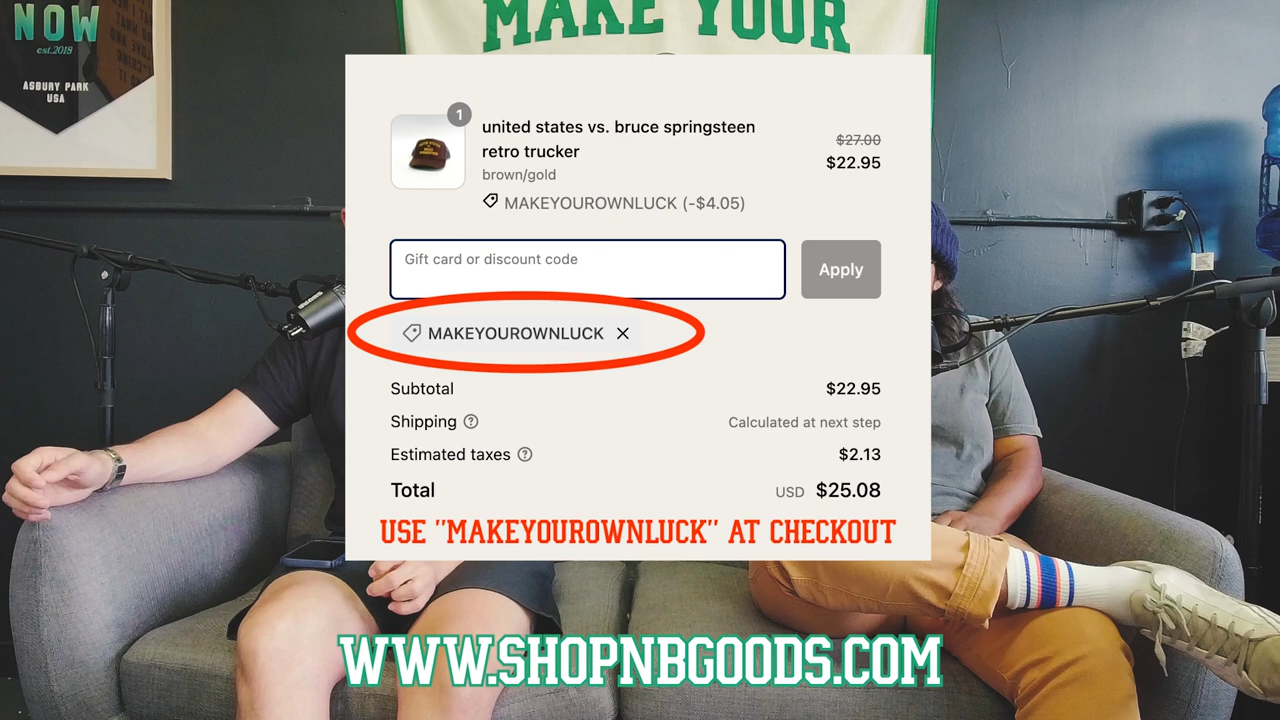 NOW
est.2018
ASBURY PARK
USA
MAKE YOUR
1
united states vs. bruce springsteen
retro trucker
brown/gold
MAKEYOUROWNLUCK (-$4.05)
$27.00
$22.95
Gift card or discount code
Apply
MAKEYOUROWNLUCK
Subtotal
$22.95
Shipping
Calculated at next step
Estimated taxes
$2.13
Total
USD $25.08
USE "MAKEYOUROWNLUCK" AT CHECKOUT
WWW.SHOPNBGOODS.COM